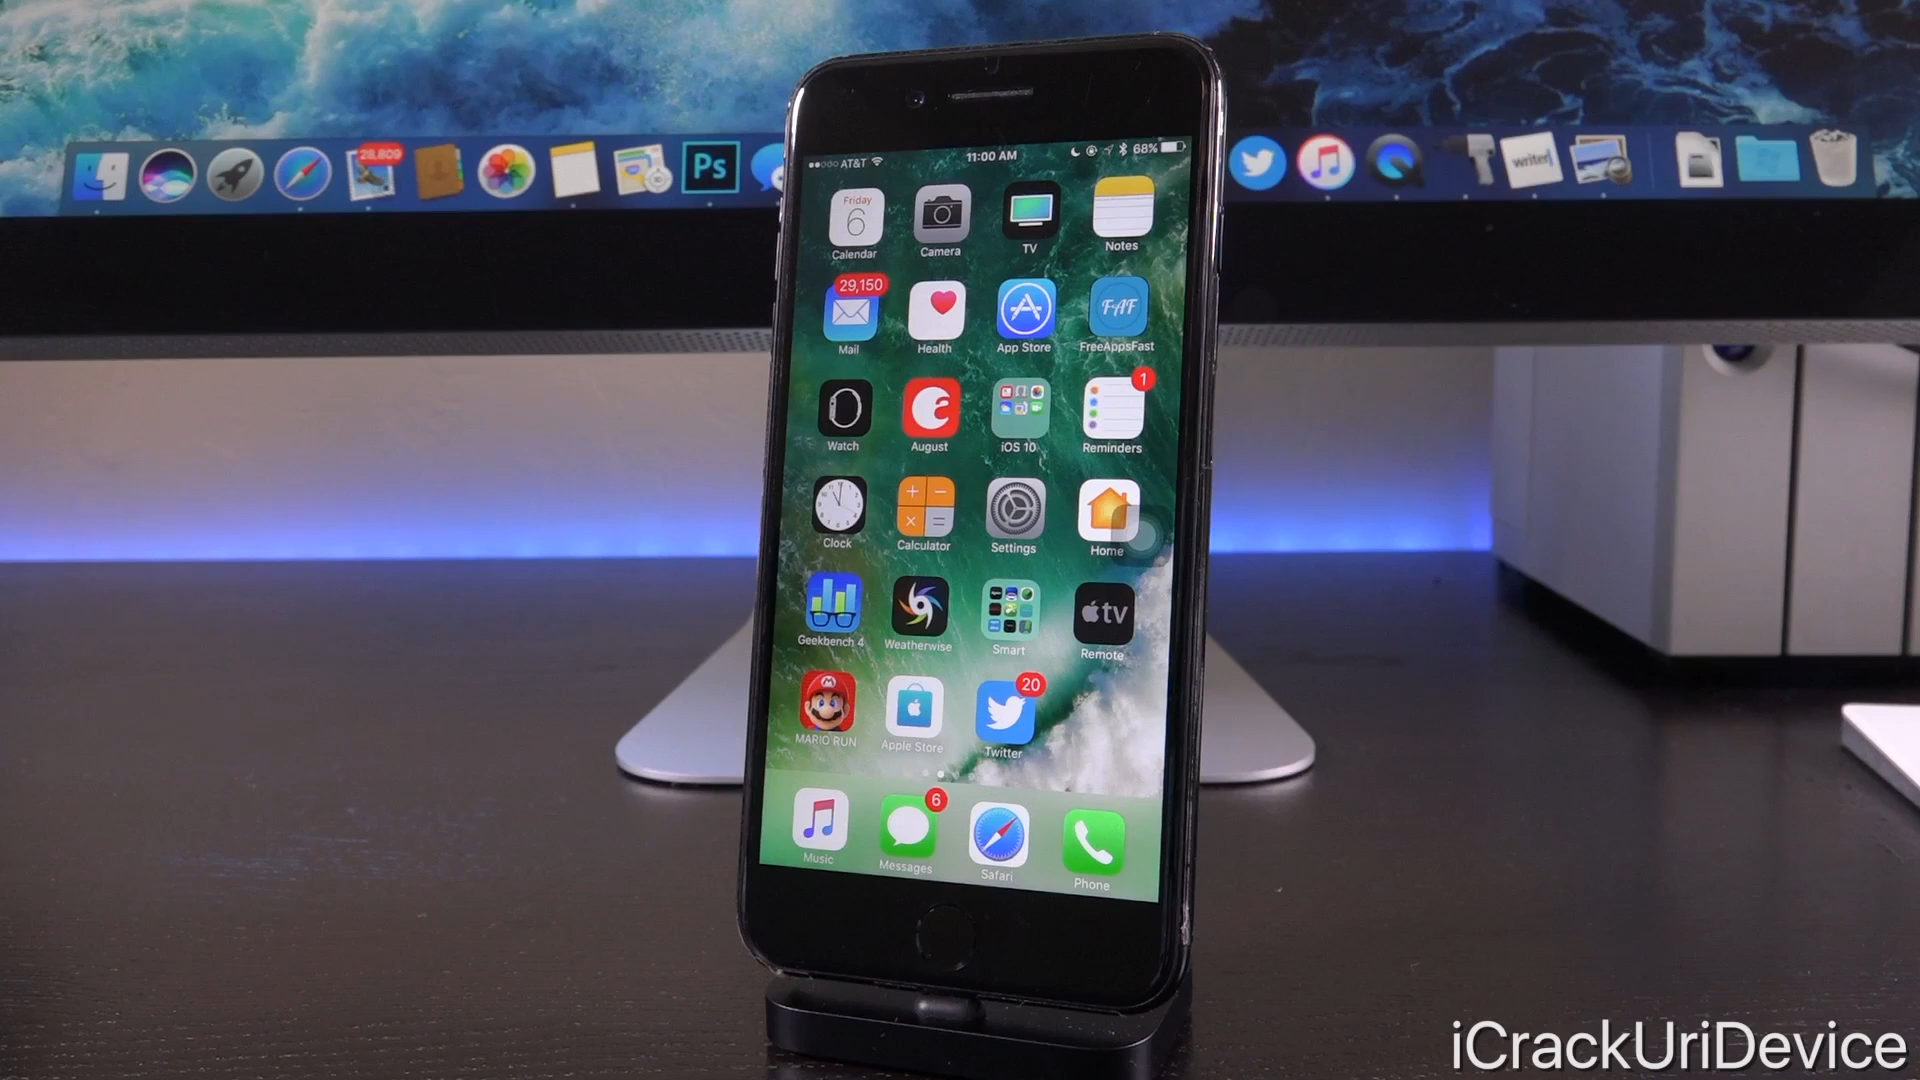 28,809
Ps
writer
AT&T
11:00 AM
68%
Friday
6
Calendar
Camera
TV
Notes
29,150
Mail
Health
App Store
FAF
FreeAppsFast
Watch
August
iOS 10
1
Reminders
Clock
Calculator
Settings
Home
Geekbench 4
Weatherwise
Smart
tv
Remote
M
MARIO RUN
Apple Store
20
Twitter
Music
6
Messages
Safari
Phone
iCrackUriDevice